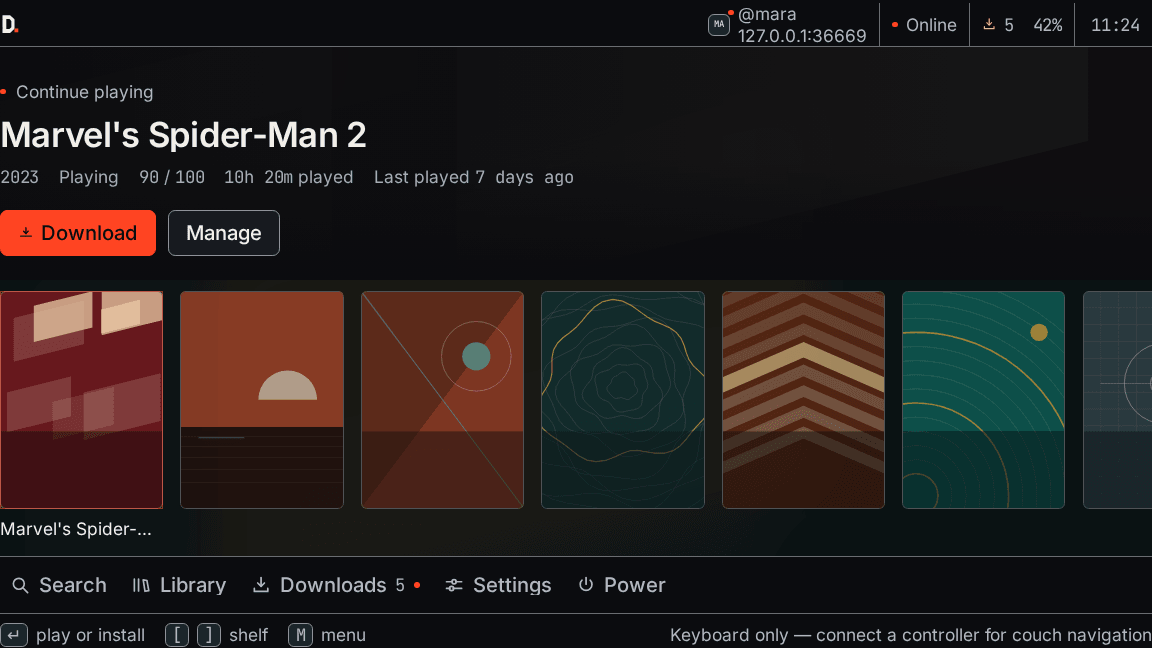 D.
MA @mara
127.0.0.1:36669
Online
5 42%
11:24
Continue playing
Marvel's Spider-Man 2
2023 Playing 90 / 100 10h 20m played Last played 7 days ago
Download Manage
Marvel's Spider-...
Search Library Downloads 5 Settings Power
↵ play or install [ ] shelf M menu Keyboard only — connect a controller for couch navigation